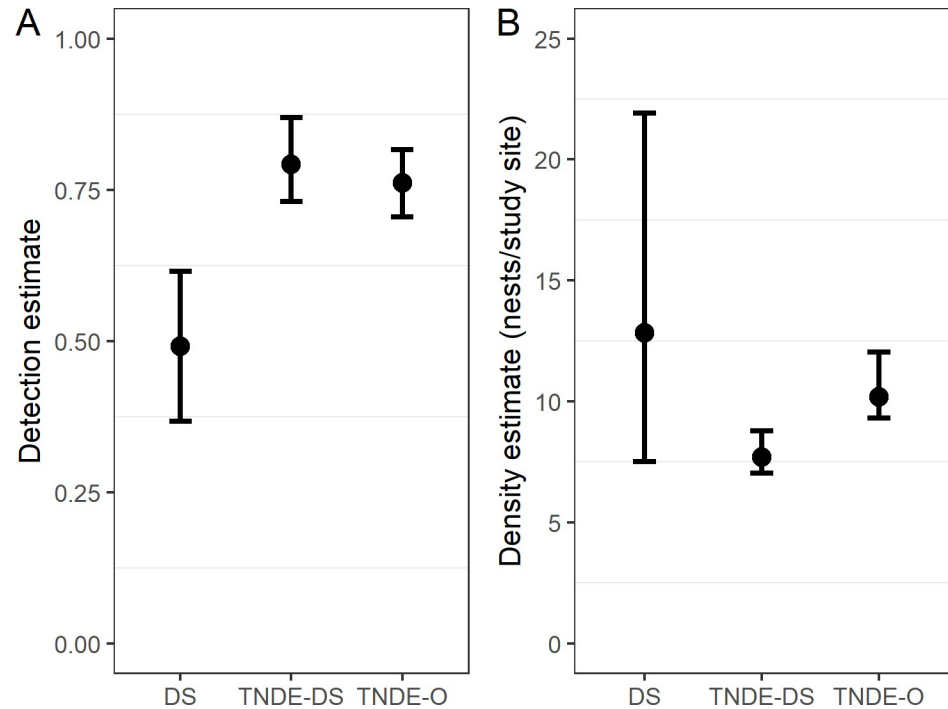 A
Detection estimate
1.00
0.75
0.50
0.25
0.00
DS TNDE-DS TNDE-O
B
Density estimate (nests/study site)
25
20
15
10
5
0
DS TNDE-DS TNDE-O